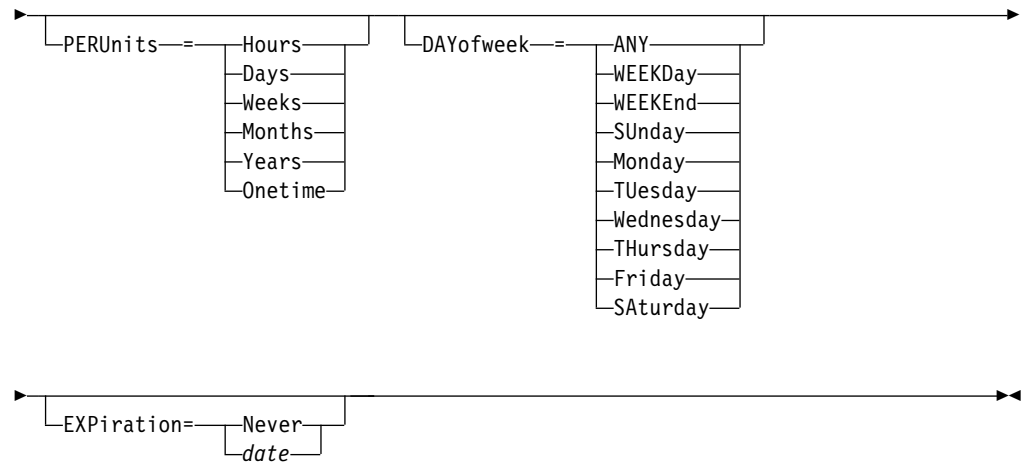 PERUnits = Hours DAYofweek = ANY
Days WEEKDay
Weeks WEEKEnd
Months SUnday
Years Monday
Onetime TUesday
Wednesday
THursday
Friday
SAturday
EXPiration= Never
date